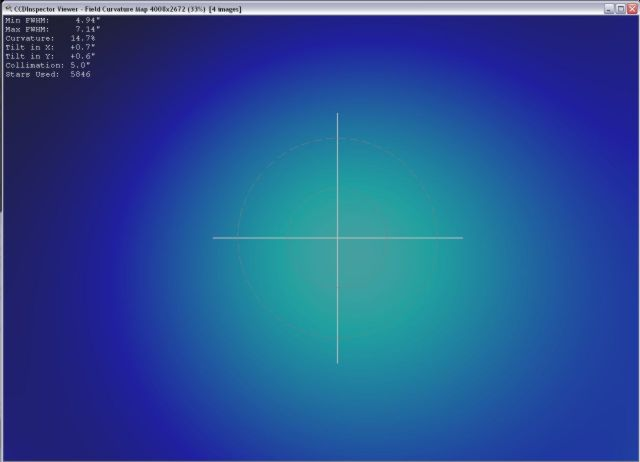 CCDInspector Viewer - Field Curvature Map 4008x2672 (33%) [4 images]
Min FWHM: 4.94"
Max FWHM: 7.14"
Curvature: 14.7%
Tilt in X: +0.7"
Tilt in Y: +0.6"
Collimation: 5.0"
Stars Used: 5846